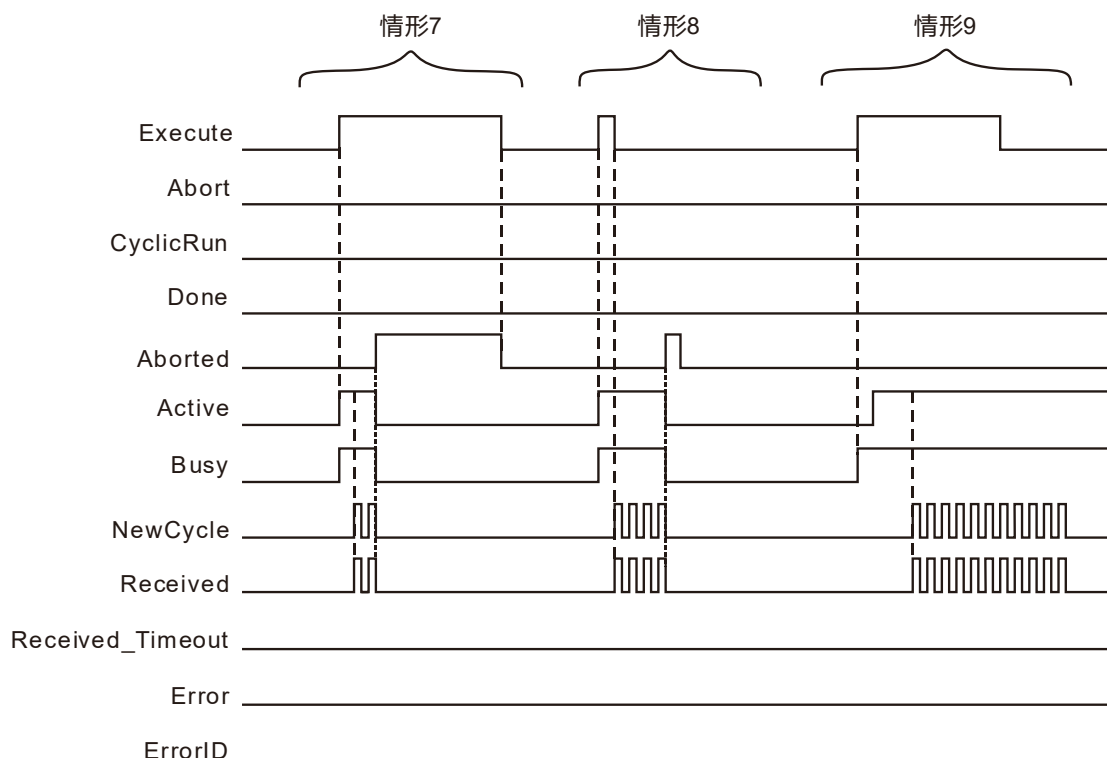 情形7 情形8 情形9
Execute
Abort
CyclicRun
Done
Aborted
Active
Busy
NewCycle
Received
Received_Timeout
Error
ErrorID